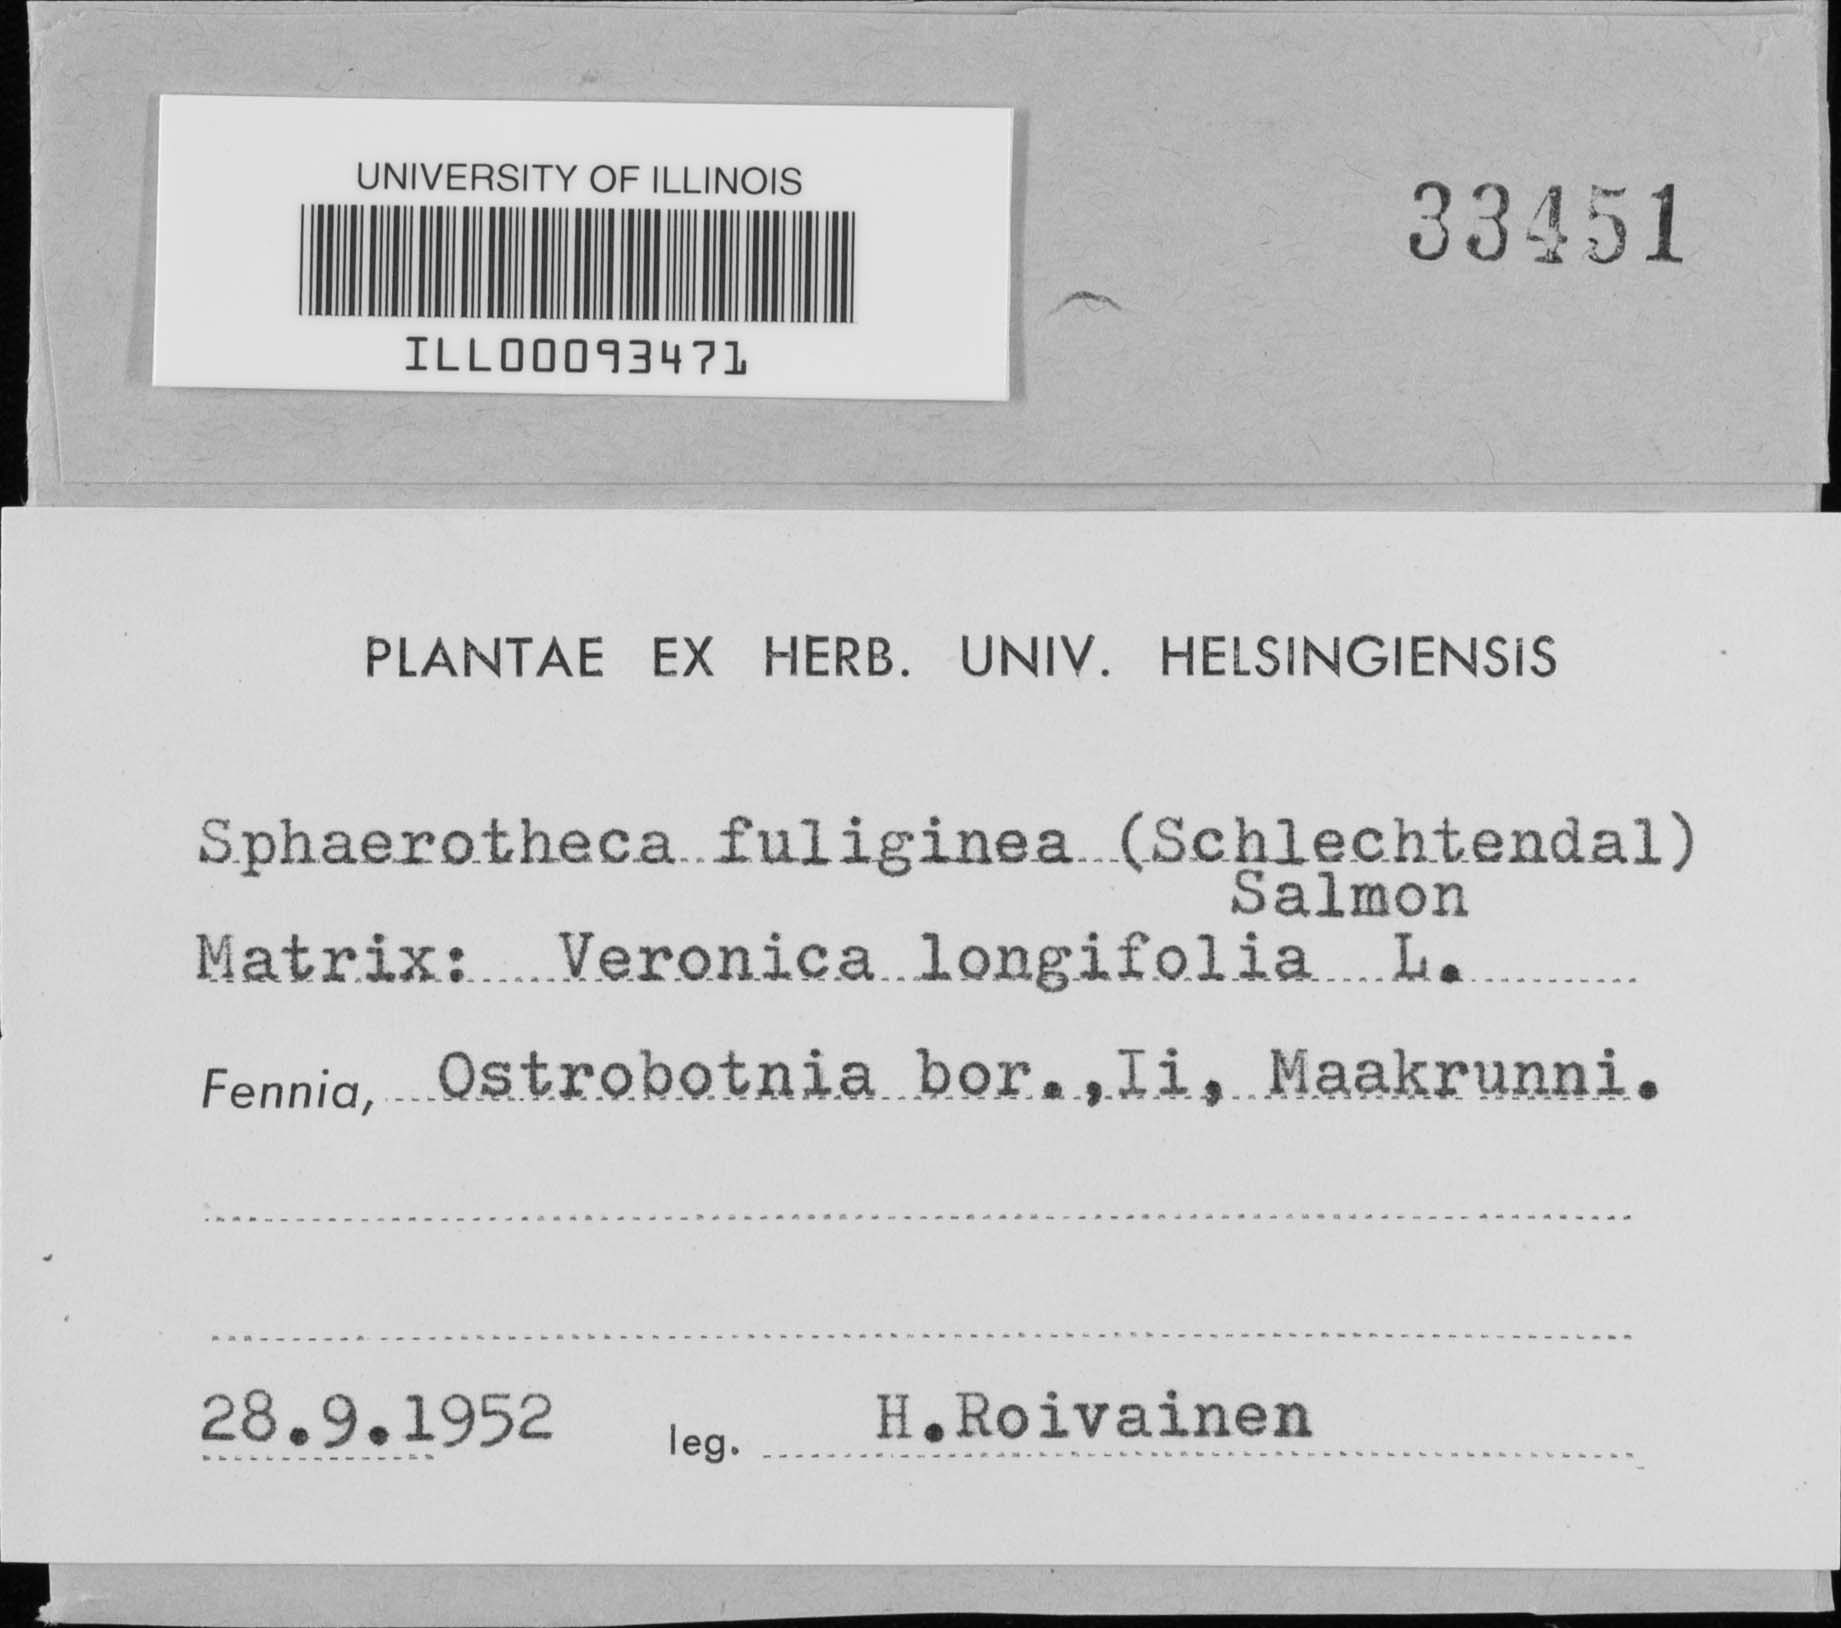 UNIVERSITY OF ILLINOIS
ILL00093471
33451
PLANTAE EX HERB. UNIV. HELSINGIENSIS
Sphaerotheca fuliginea (Schlechtendal)
Salmon
Matrix: Veronica longifolia L.
Fennia, Ostrobotnia bor.,Ii, Maakrunni.
28.9.1952 leg. H.Roivainen